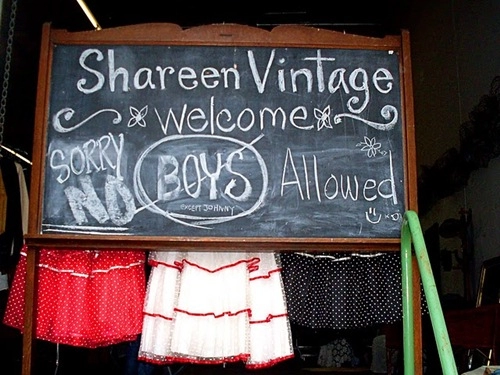 Shareen Vintage
welcome
SORRY
NO BOYS Allowed
EXCEPT JOHNNY